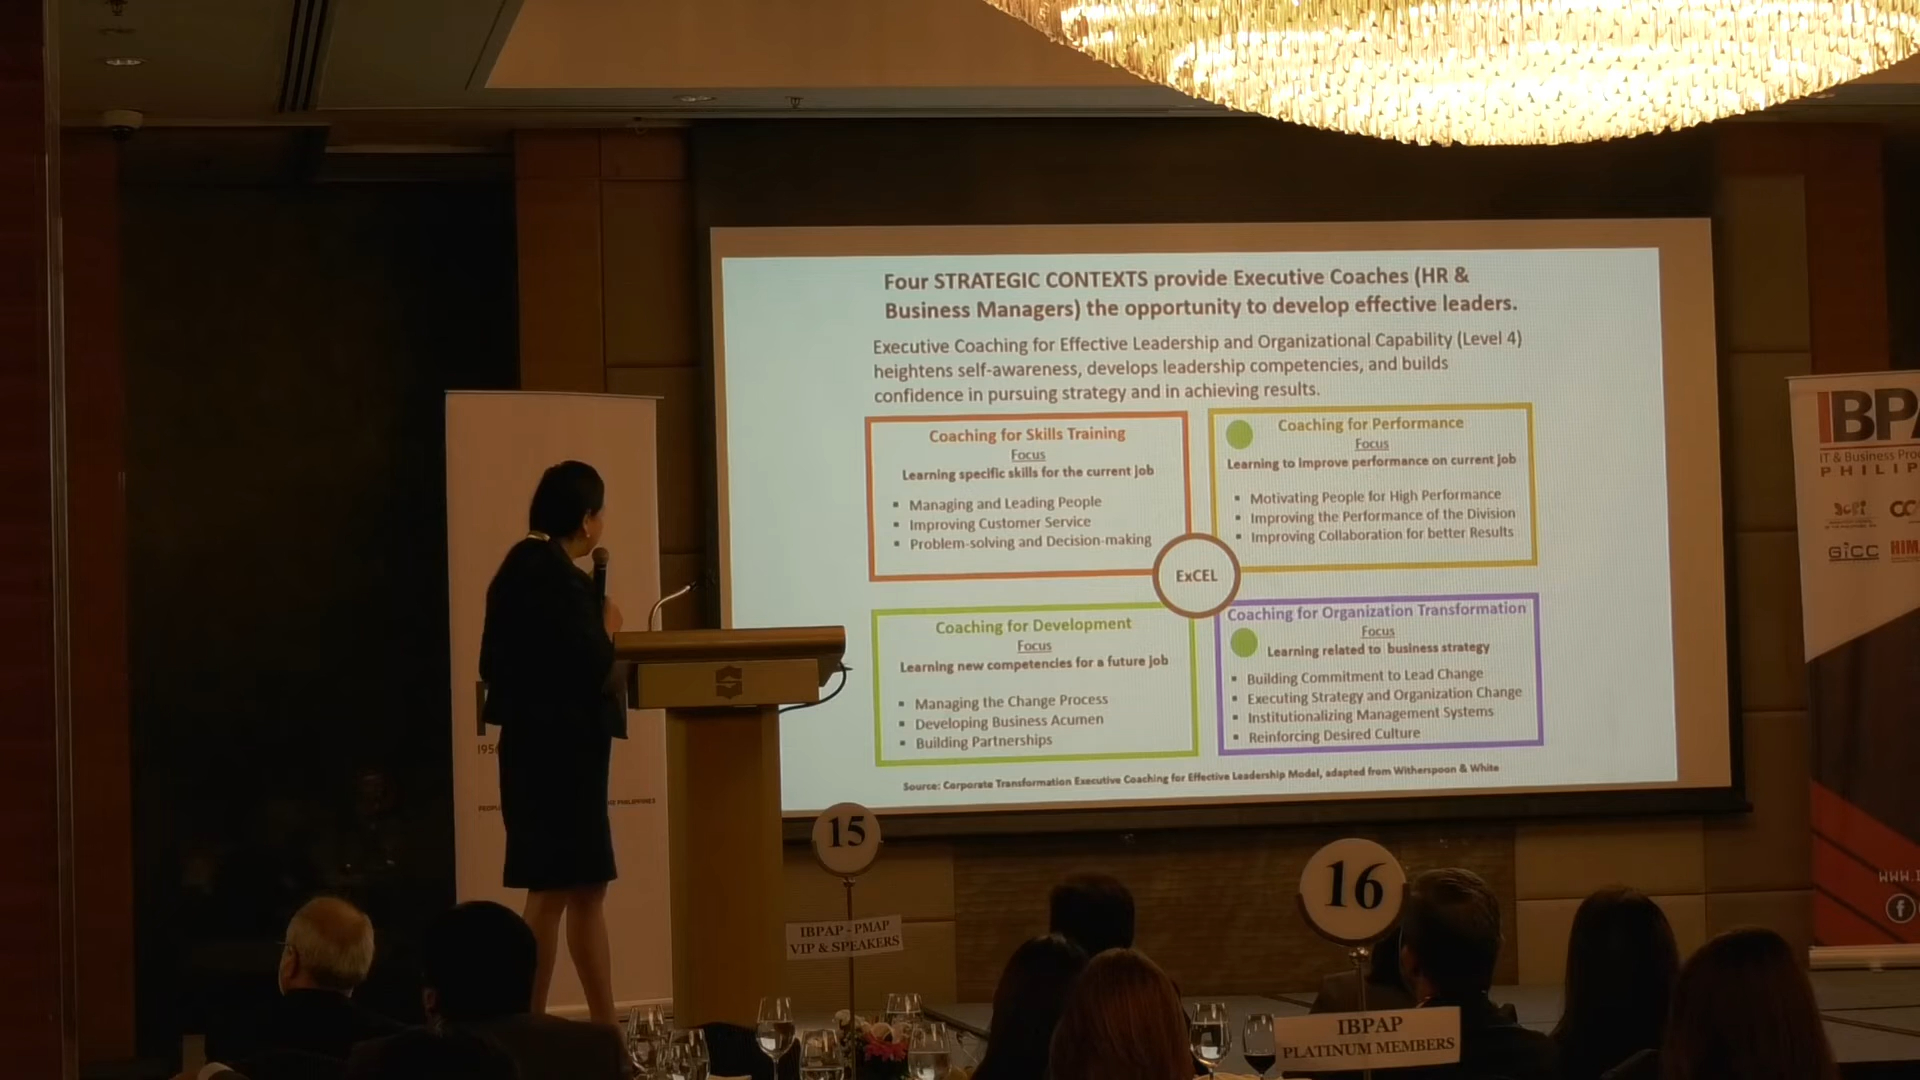 Four STRATEGIC CONTEXTS provide Executive Coaches (HR &
Business Managers) the opportunity to develop effective leaders.
Executive Coaching for Effective Leadership and Organizational Capability (Level 4)
heightens self-awareness, develops leadership competencies, and builds
confidence in pursuing strategy and in achieving results.
Coaching for Skills Training
Focus
Learning specific skills for the current job
▪ Managing and Leading People
▪ Improving Customer Service
▪ Problem-solving and Decision-making
Coaching for Performance
Focus
Learning to improve performance on current job
▪ Motivating People for High Performance
▪ Improving the Performance of the Division
▪ Improving Collaboration for better Results
ExCEL
Coaching for Development
Focus
Learning new competencies for a future job
▪ Managing the Change Process
▪ Developing Business Acumen
▪ Building Partnerships
Coaching for Organization Transformation
Focus
Learning related to business strategy
▪ Building Commitment to Lead Change
▪ Executing Strategy and Organization Change
▪ Institutionalizing Management Systems
▪ Reinforcing Desired Culture
Source: Corporate Transformation Executive Coaching for Effective Leadership Model, adapted from Witherspoon & White
IBPA
IT & Business Pro
PHILIP
GiCC HIM
WWW.I
195
PEOPL
HE PHILIPPINES
15
IBPAP - PMAP
VIP & SPEAKERS
16
IBPAP
PLATINUM MEMBERS